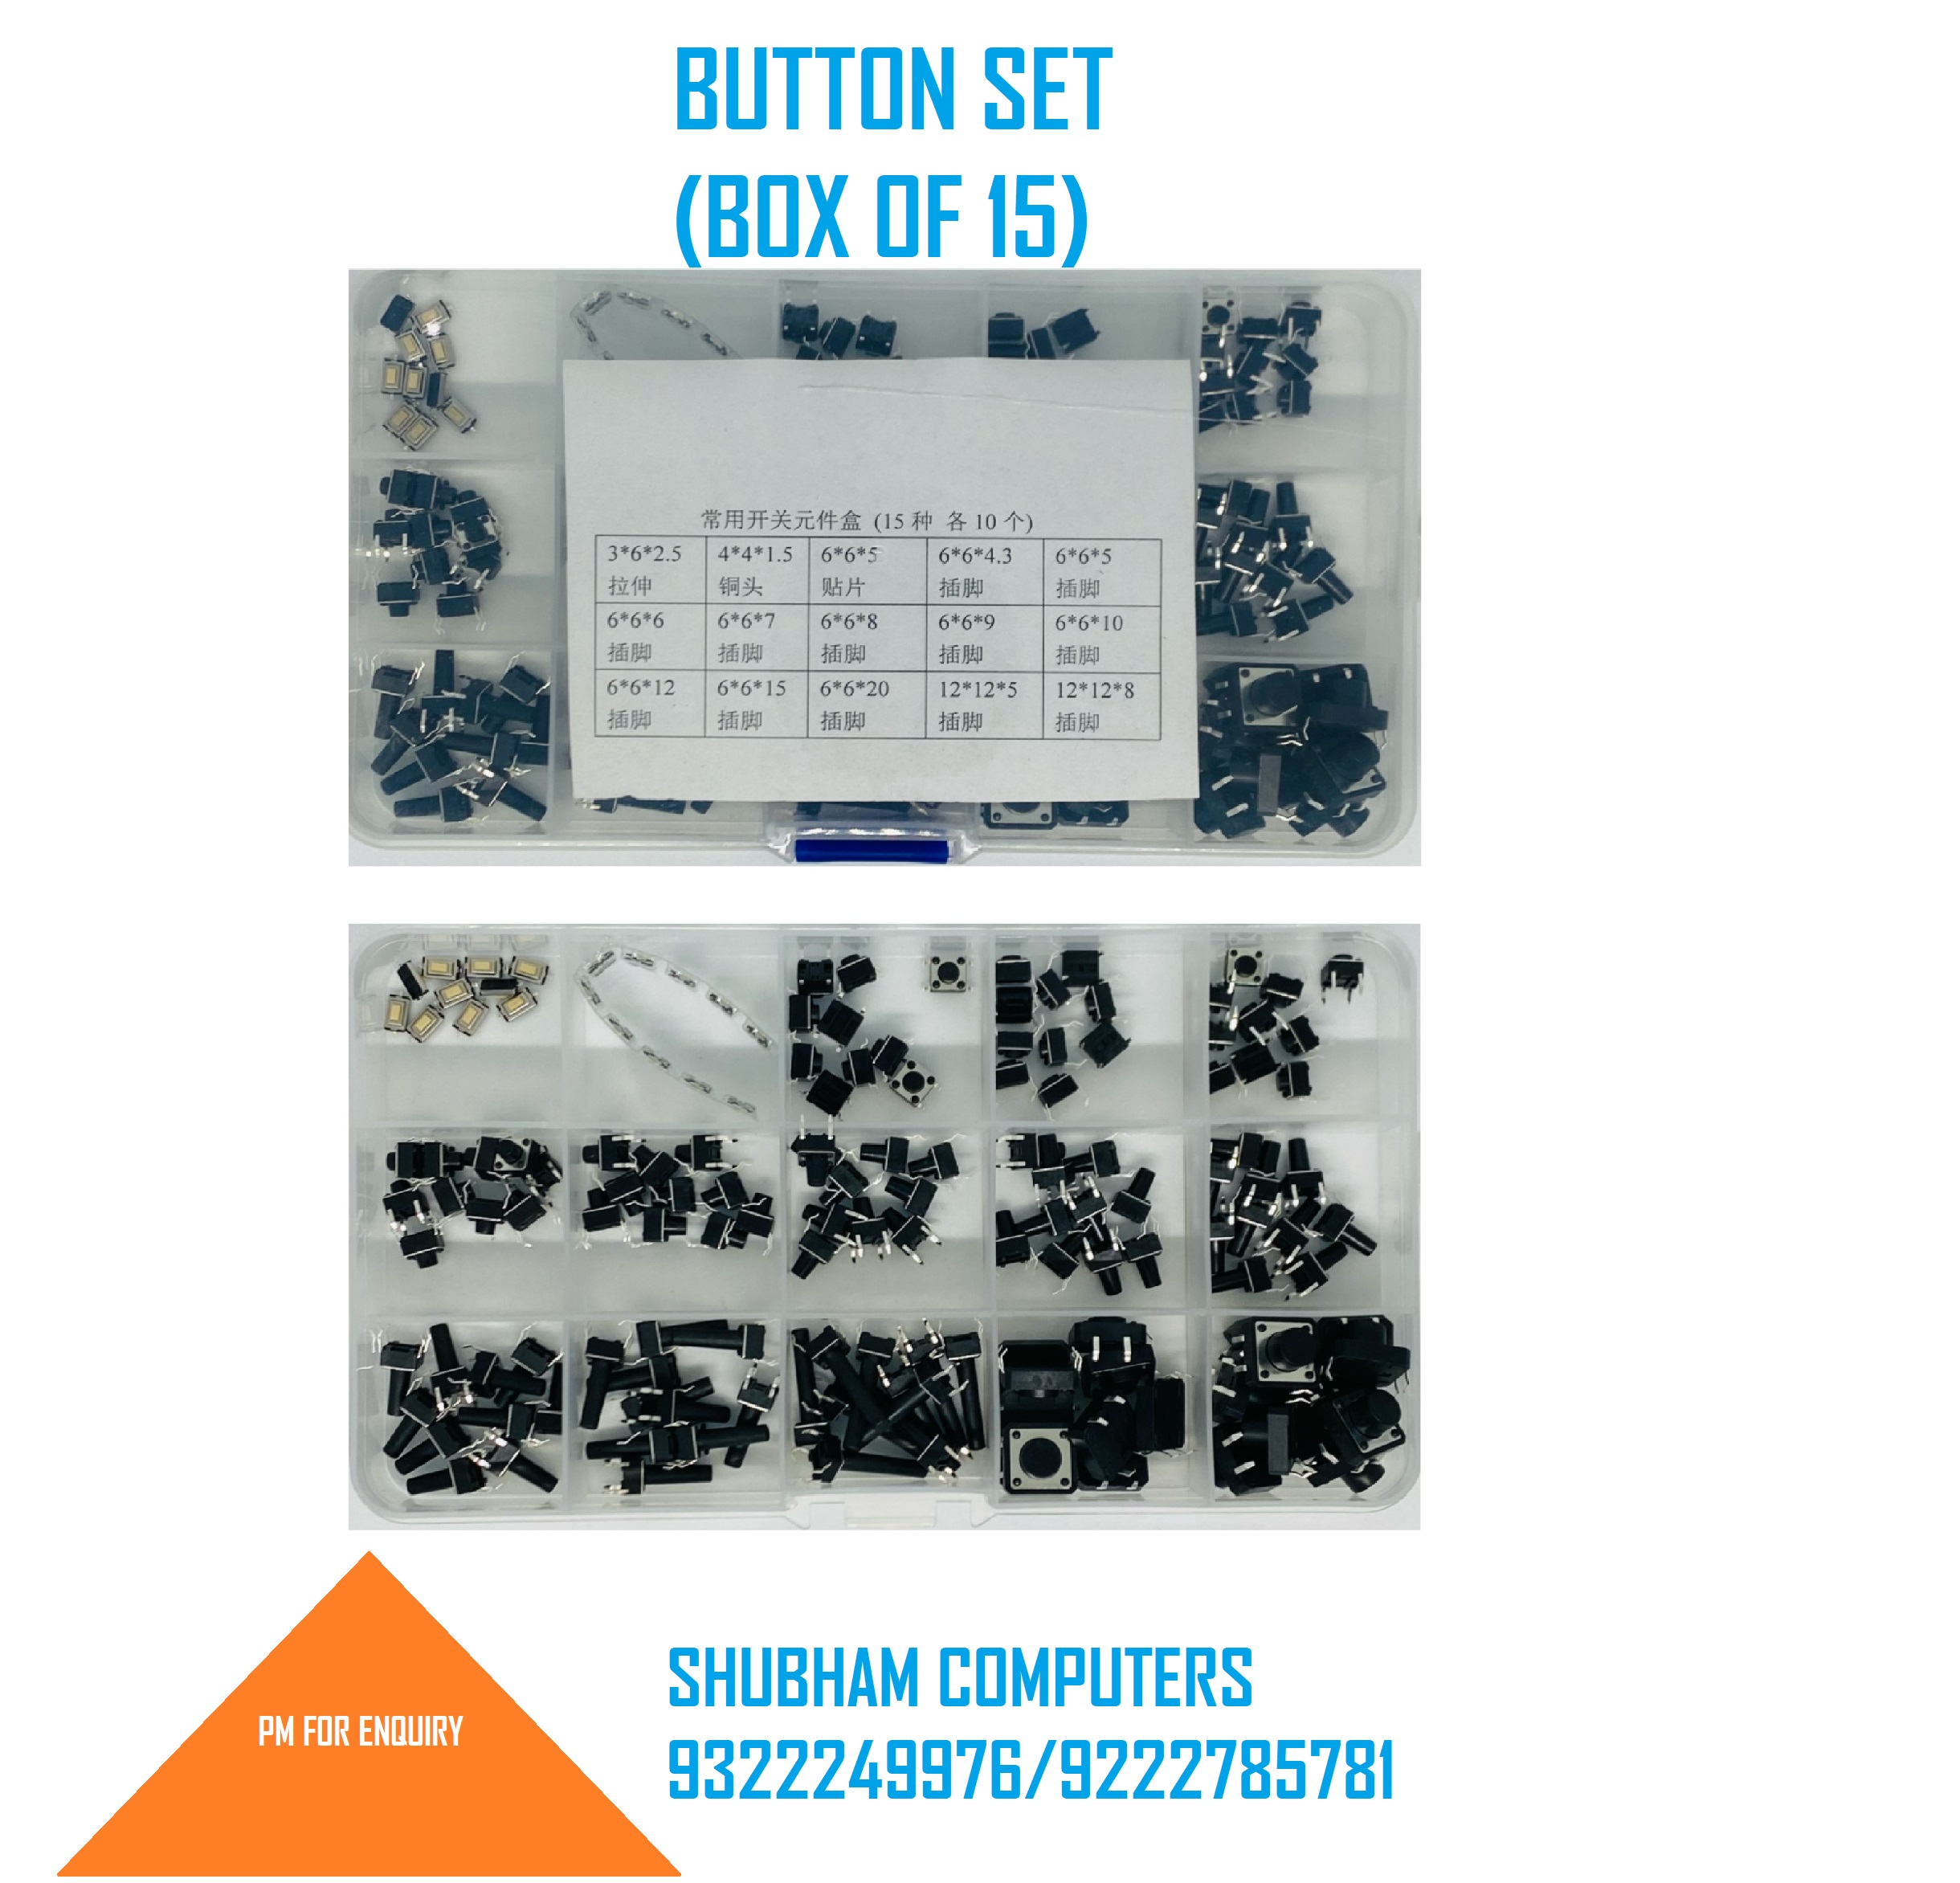 BUTTON SET
(BOX OF 15)
常用开关元件盒 (15 种 各 10 个)
3*6*2.5 4*4*1.5 6*6*5 6*6*4.3 6*6*5
拉伸 铜头 贴片 插脚 插脚
6*6*6 6*6*7 6*6*8 6*6*9 6*6*10
插脚 插脚 插脚 插脚 插脚
6*6*12 6*6*15 6*6*20 12*12*5 12*12*8
插脚 插脚 插脚 插脚 插脚
PM FOR ENQUIRY
SHUBHAM COMPUTERS
9322249976/9222785781